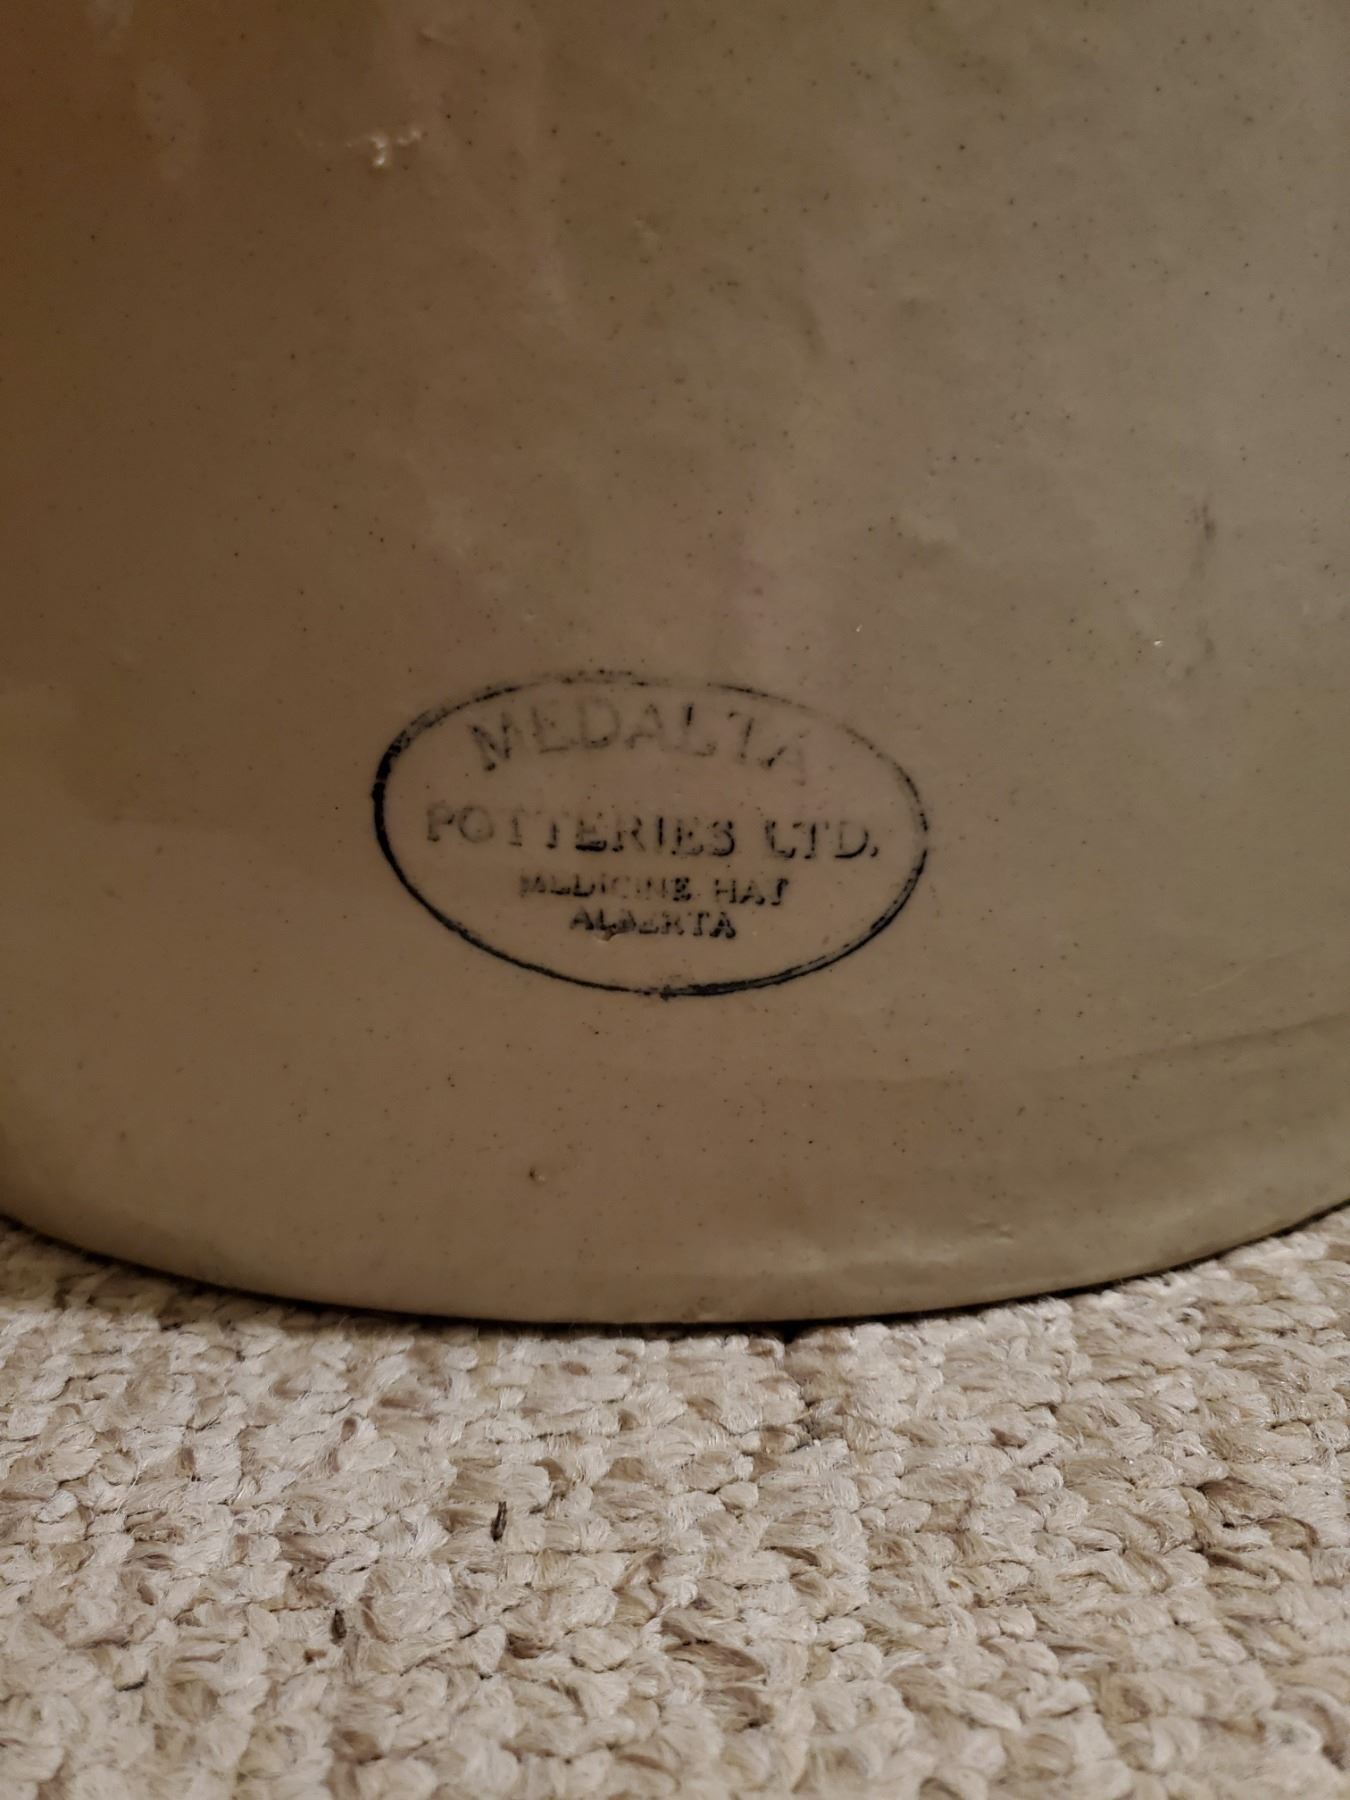 MEDALTA
POTTERIES LTD.
MEDICINE HAT
ALBERTA